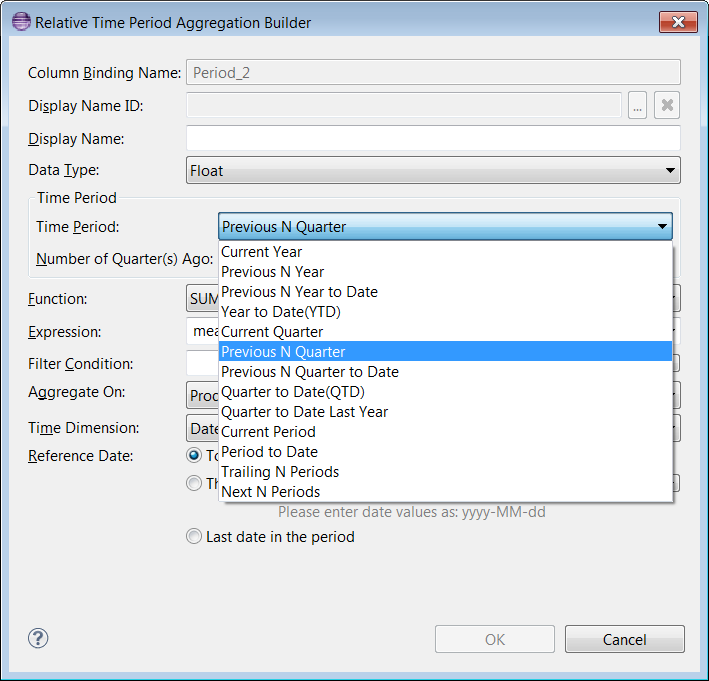 Relative Time Period Aggregation Builder
Column Binding Name: Period_2
Display Name ID: ...
Display Name:
Data Type: Float
Time Period
Time Period: Previous N Quarter
Number of Quarter(s) Ago:
Current Year
Previous N Year
Previous N Year to Date
Year to Date(YTD)
Current Quarter
Previous N Quarter
Previous N Quarter to Date
Quarter to Date(QTD)
Quarter to Date Last Year
Current Period
Period to Date
Trailing N Periods
Next N Periods
Function: SUM
Expression: mea
Filter Condition:
Aggregate On: Proc
Time Dimension: Date
Reference Date: To
Th
Please enter date values as: yyyy-MM-dd
Last date in the period
?
OK Cancel